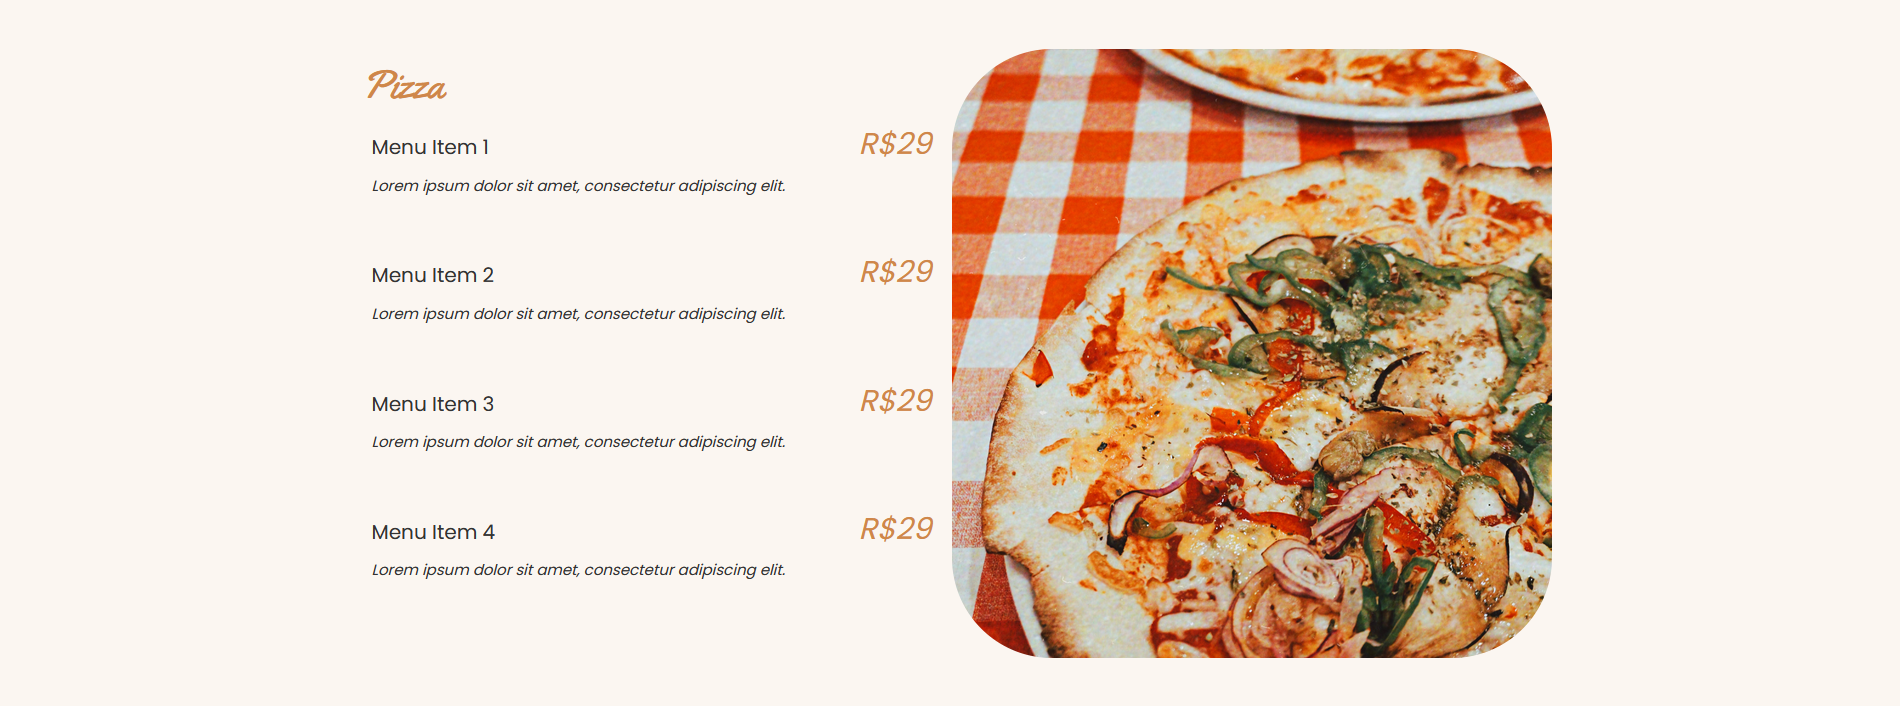 Pizza
Menu Item 1
R$29
Lorem ipsum dolor sit amet, consectetur adipiscing elit.
Menu Item 2
R$29
Lorem ipsum dolor sit amet, consectetur adipiscing elit.
Menu Item 3
R$29
Lorem ipsum dolor sit amet, consectetur adipiscing elit.
Menu Item 4
R$29
Lorem ipsum dolor sit amet, consectetur adipiscing elit.